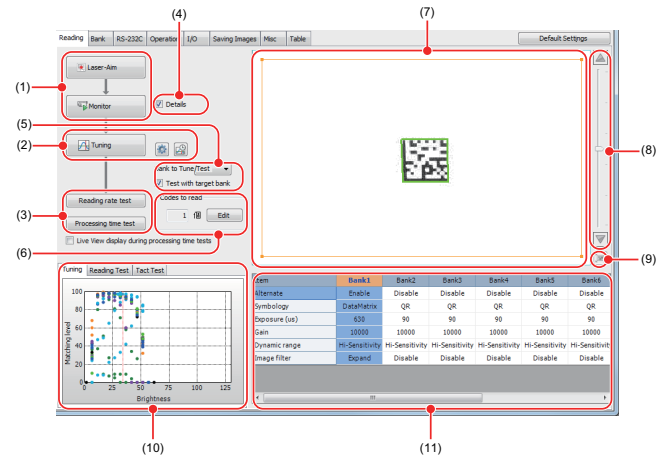 (4)
(7)
Reading Bank RS-232C Operation I/O Saving Images Misc Table
Default Settings
Laser-Aim
(1)
Monitor
Details
(5)
(2)
Tuning
(8)
Bank to Tune/Test
Test with target bank
Codes to read
Reading rate test
1
Edit
(3)
Processing time test
(6)
Live View display during processing time tests
(9)
Tuning Reading Test Tact Test
Item Bank1 Bank2 Bank3 Bank4 Bank5 Bank6
Alternate Enable Disable Disable Disable Disable Disable
Symbology DataMatrix QR QR QR QR QR
Exposure (us) 630 90 90 90 90 90
Gain 10000 10000 10000 10000 10000 10000
Dynamic range Hi-Sensitivity Hi-Sensitivity Hi-Sensitivity Hi-Sensitivity Hi-Sensitivity Hi-Sensitivity
Image filter Expand Disable Disable Disable Disable Disable
Matching level
100
80
60
40
20
0
0 25 50 75 100 125
Brightness
(10)
(11)